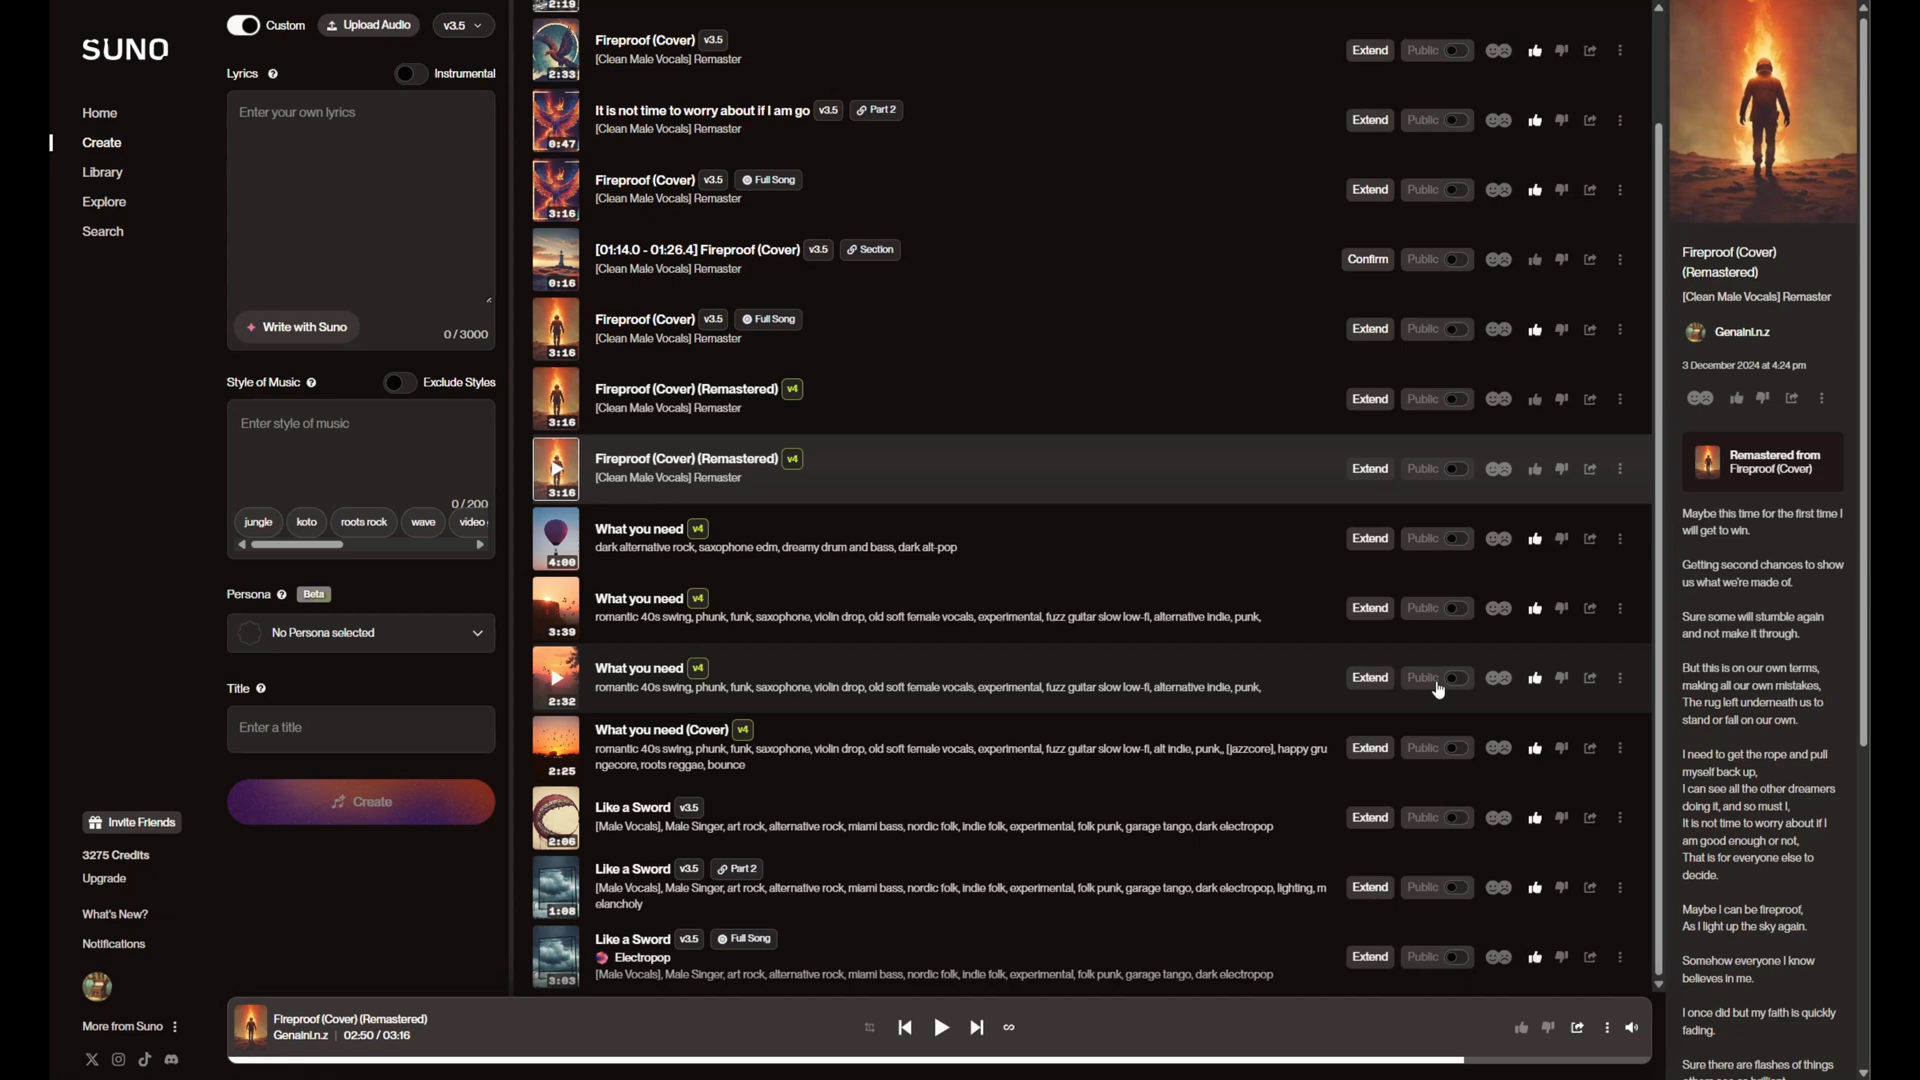 SUNO
Home
Create
Library
Explore
Search
Invite Friends
3275 Credits
Upgrade
What's New?
Notifications
More from Suno
Custom
Upload Audio
v3.5
Lyrics
Instrumental
Enter your own lyrics
Write with Suno
0 / 3000
Style of Music
Exclude Styles
Enter style of music
0 / 200
jungle
koto
roots rock
wave
video
Persona
Beta
No Persona selected
Title
Enter a title
Create
2:19
Fireproof (Cover) v3.5
[Clean Male Vocals] Remaster
2:33
Extend Public
It is not time to worry about if I am go v3.5 Part 2
[Clean Male Vocals] Remaster
0:47
Extend Public
Fireproof (Cover) v3.5 Full Song
[Clean Male Vocals] Remaster
3:16
Extend Public
[01:14.0 - 01:26.4] Fireproof (Cover) v3.5 Section
[Clean Male Vocals] Remaster
0:16
Confirm Public
Fireproof (Cover) v3.5 Full Song
[Clean Male Vocals] Remaster
3:16
Extend Public
Fireproof (Cover) (Remastered) v4
[Clean Male Vocals] Remaster
3:16
Extend Public
Fireproof (Cover) (Remastered) v4
[Clean Male Vocals] Remaster
3:16
Extend Public
What you need v4
dark alternative rock, saxophone edm, dreamy drum and bass, dark alt-pop
4:00
Extend Public
What you need v4
romantic 40s swing, phunk, funk, saxophone, violin drop, old soft female vocals, experimental, fuzz guitar slow low-fi, alternative indie, punk,
3:39
Extend Public
What you need v4
romantic 40s swing, phunk, funk, saxophone, violin drop, old soft female vocals, experimental, fuzz guitar slow low-fi, alternative indie, punk,
2:32
Extend Public
What you need (Cover) v4
romantic 40s swing, phunk, funk, saxophone, violin drop, old soft female vocals, experimental, fuzz guitar slow low-fi, alt indie, punk,, [jazzcore], happy gru
ngecore, roots reggae, bounce
2:25
Extend Public
Like a Sword v3.5
[Male Vocals], Male Singer, art rock, alternative rock, miami bass, nordic folk, indie folk, experimental, folk punk, garage tango, dark electropop
2:06
Extend Public
Like a Sword v3.5 Part 2
[Male Vocals], Male Singer, art rock, alternative rock, miami bass, nordic folk, indie folk, experimental, folk punk, garage tango, dark electropop, lighting, m
elancholy
1:08
Extend Public
Like a Sword v3.5 Full Song
Electropop
[Male Vocals], Male Singer, art rock, alternative rock, miami bass, nordic folk, indie folk, experimental, folk punk, garage tango, dark electropop
3:03
Extend Public
Fireproof (Cover) (Remastered)
Genaini.n.z 02:50 / 03:16
Fireproof (Cover)
(Remastered)
[Clean Male Vocals] Remaster
Genaini.n.z
3 December 2024 at 4:24 pm
Remastered from
Fireproof (Cover)
Maybe this time for the first time I
will get to win.
Getting second chances to show
us what we're made of.
Sure some will stumble again
and not make it through.
But this is on our own terms,
making all our own mistakes,
The rug left underneath us to
stand or fall on our own.
I need to get the rope and pull
myself back up,
I can see all the other dreamers
doing it, and so must I,
It is not time to worry about if I
am good enough or not,
That is for everyone else to
decide.
Maybe I can be fireproof,
As I light up the sky again.
Somehow everyone I know
believes in me.
I once did but my faith is quickly
fading.
Sure there are flashes of things